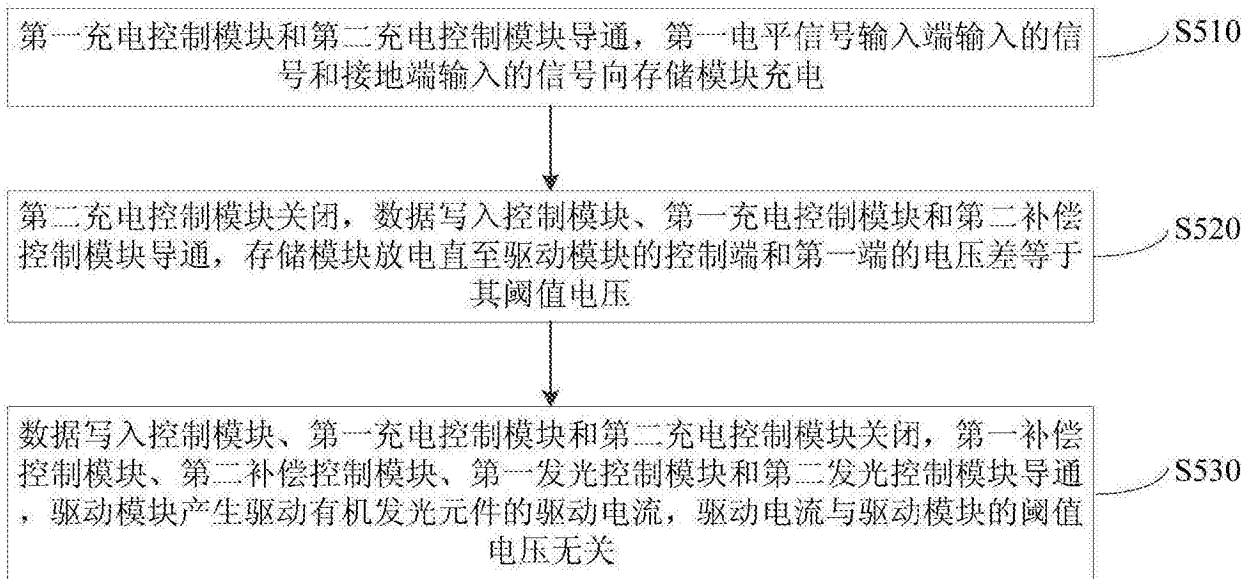 第一充电控制模块和第二充电控制模块导通，第一电平信号输入端输入的信
号和接地端输入的信号向存储模块充电
S510
第二充电控制模块关闭，数据写入控制模块、第一充电控制模块和第二补偿
控制模块导通，存储模块放电直至驱动模块的控制端和第一端的电压差等于
其阈值电压
S520
数据写入控制模块、第一充电控制模块和第二充电控制模块关闭，第一补偿
控制模块、第二补偿控制模块、第一发光控制模块和第二发光控制模块导通
，驱动模块产生驱动有机发光元件的驱动电流，驱动电流与驱动模块的阈值
电压无关
S530